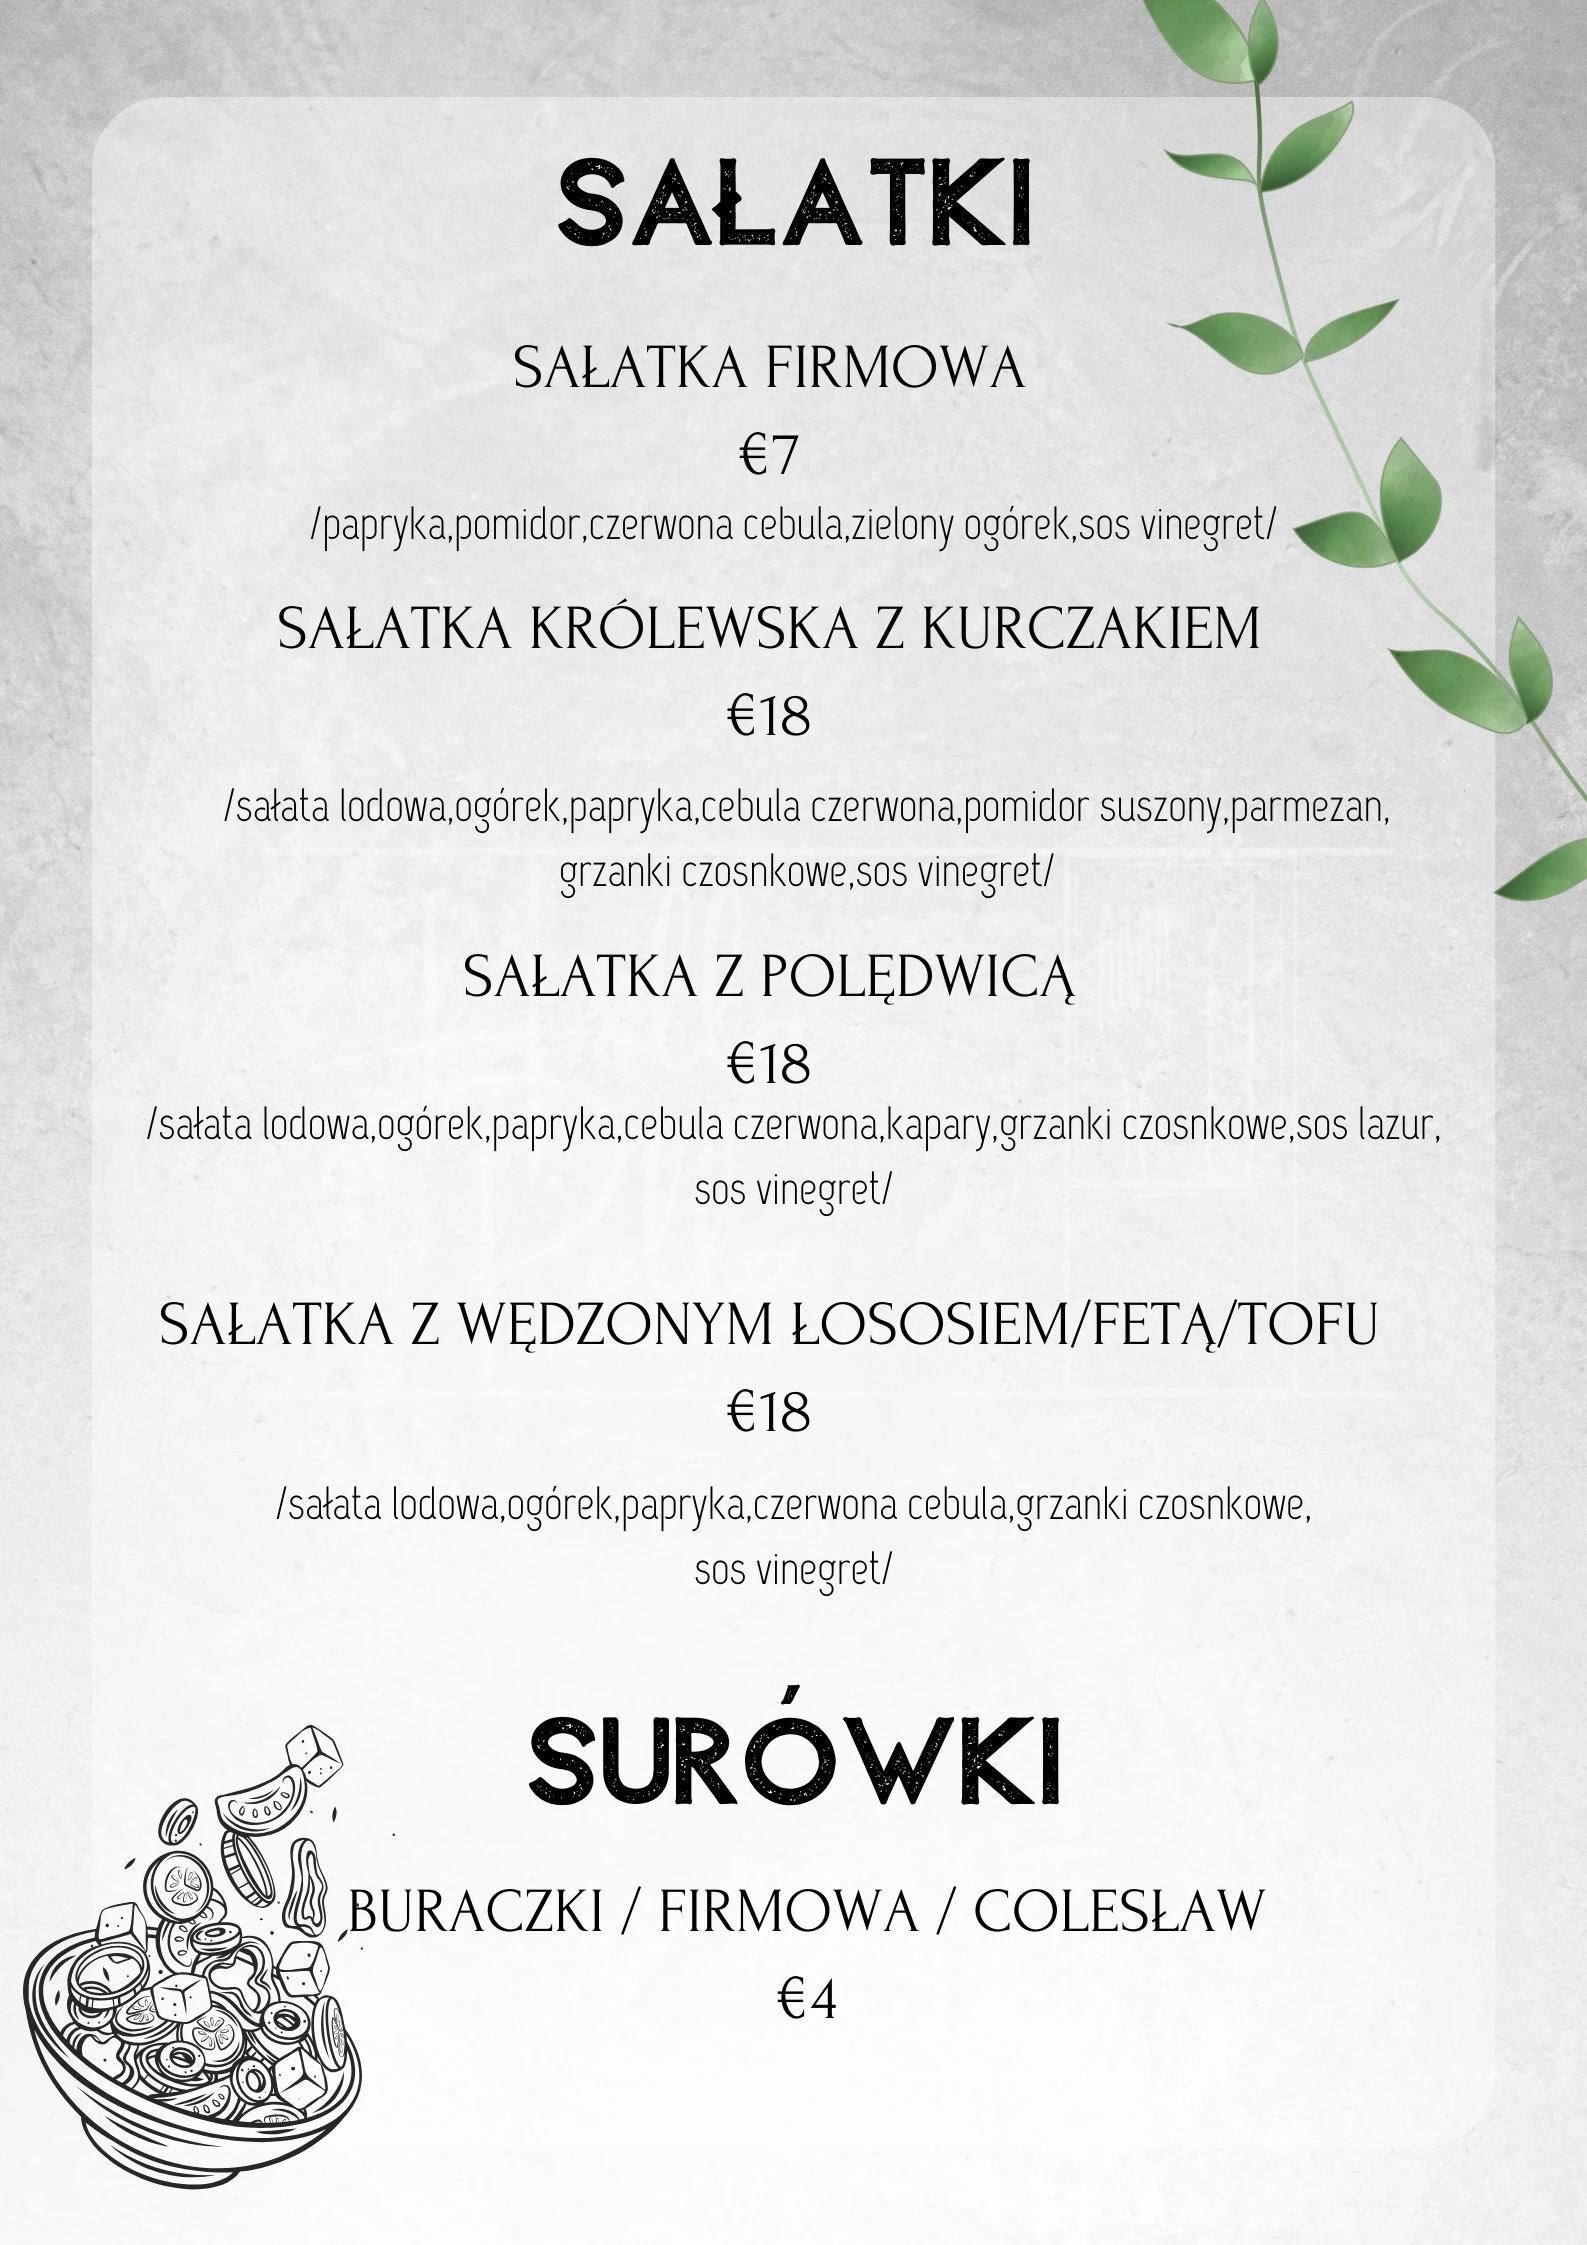 SAŁATKI
SAŁATKA FIRMOWA
€7
/papryka,pomidor,czerwona cebula,zielony ogórek,sos vinegret/
SAŁATKA KRÓLEWSKA Z KURCZAKIEM
€18
/sałata lodowa,ogórek,papryka,cebula czerwona,pomidor suszony,parmezan,
grzanki czosnkowe,sos vinegret/
SAŁATKA Z POLĘDWICĄ
€18
/sałata lodowa,ogórek,papryka,cebula czerwona,kapary,grzanki czosnkowe,sos lazur,
sos vinegret/
SAŁATKA Z WĘDZONYM ŁOSOSIEM/FETĄ/TOFU
€18
/sałata lodowa,ogórek,papryka,czerwona cebula,grzanki czosnkowe,
sos vinegret/
SURÓWKI
BURACZKI / FIRMOWA / COLESŁAW
€4